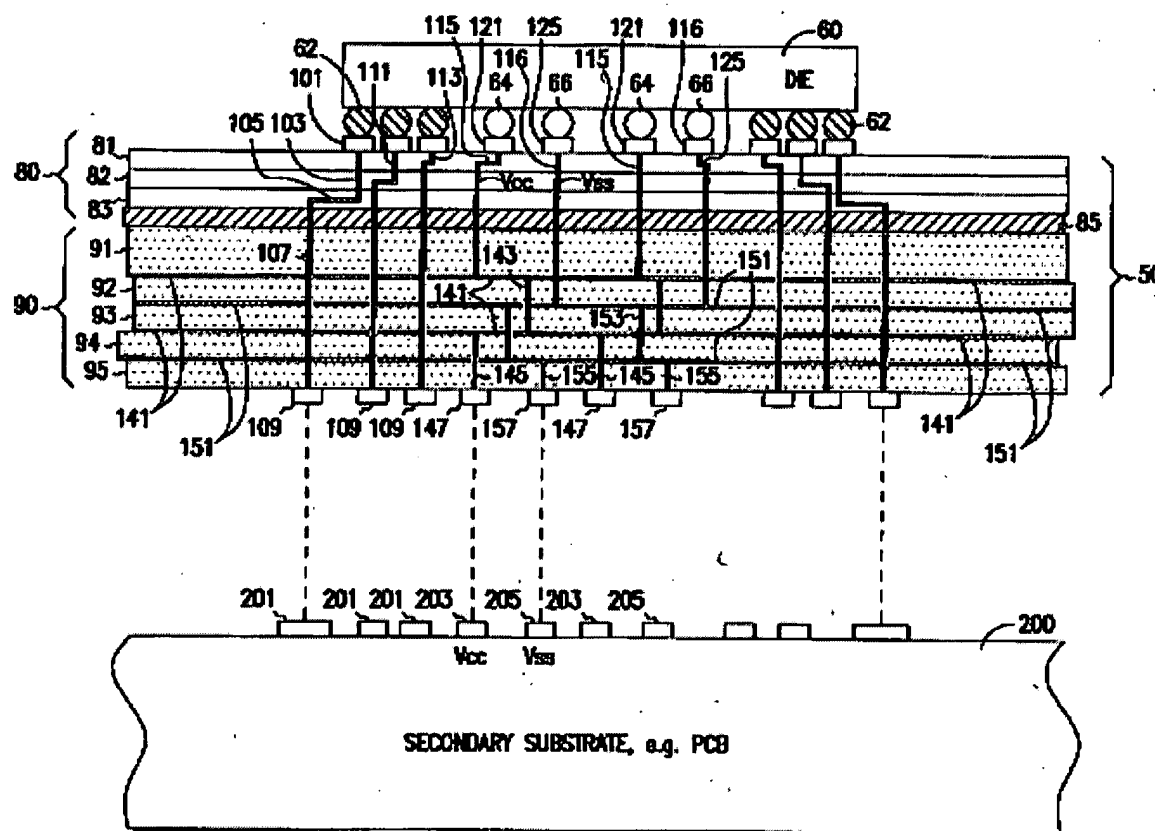 115 121 125 121 116 60
62 116 115 125 DIE
101 111 113 64 66 64 66
105 103 62
81
80 82 Vcc Vss
83
85
91 107
143 151
90 92 141 50
93 153
94
95 145 155 145 155
141 151 109 109 109 147 157 147 157 141 151
201 201 201 203 205 203 205
200
Vcc Vss
SECONDARY SUBSTRATE, e.g. PCB